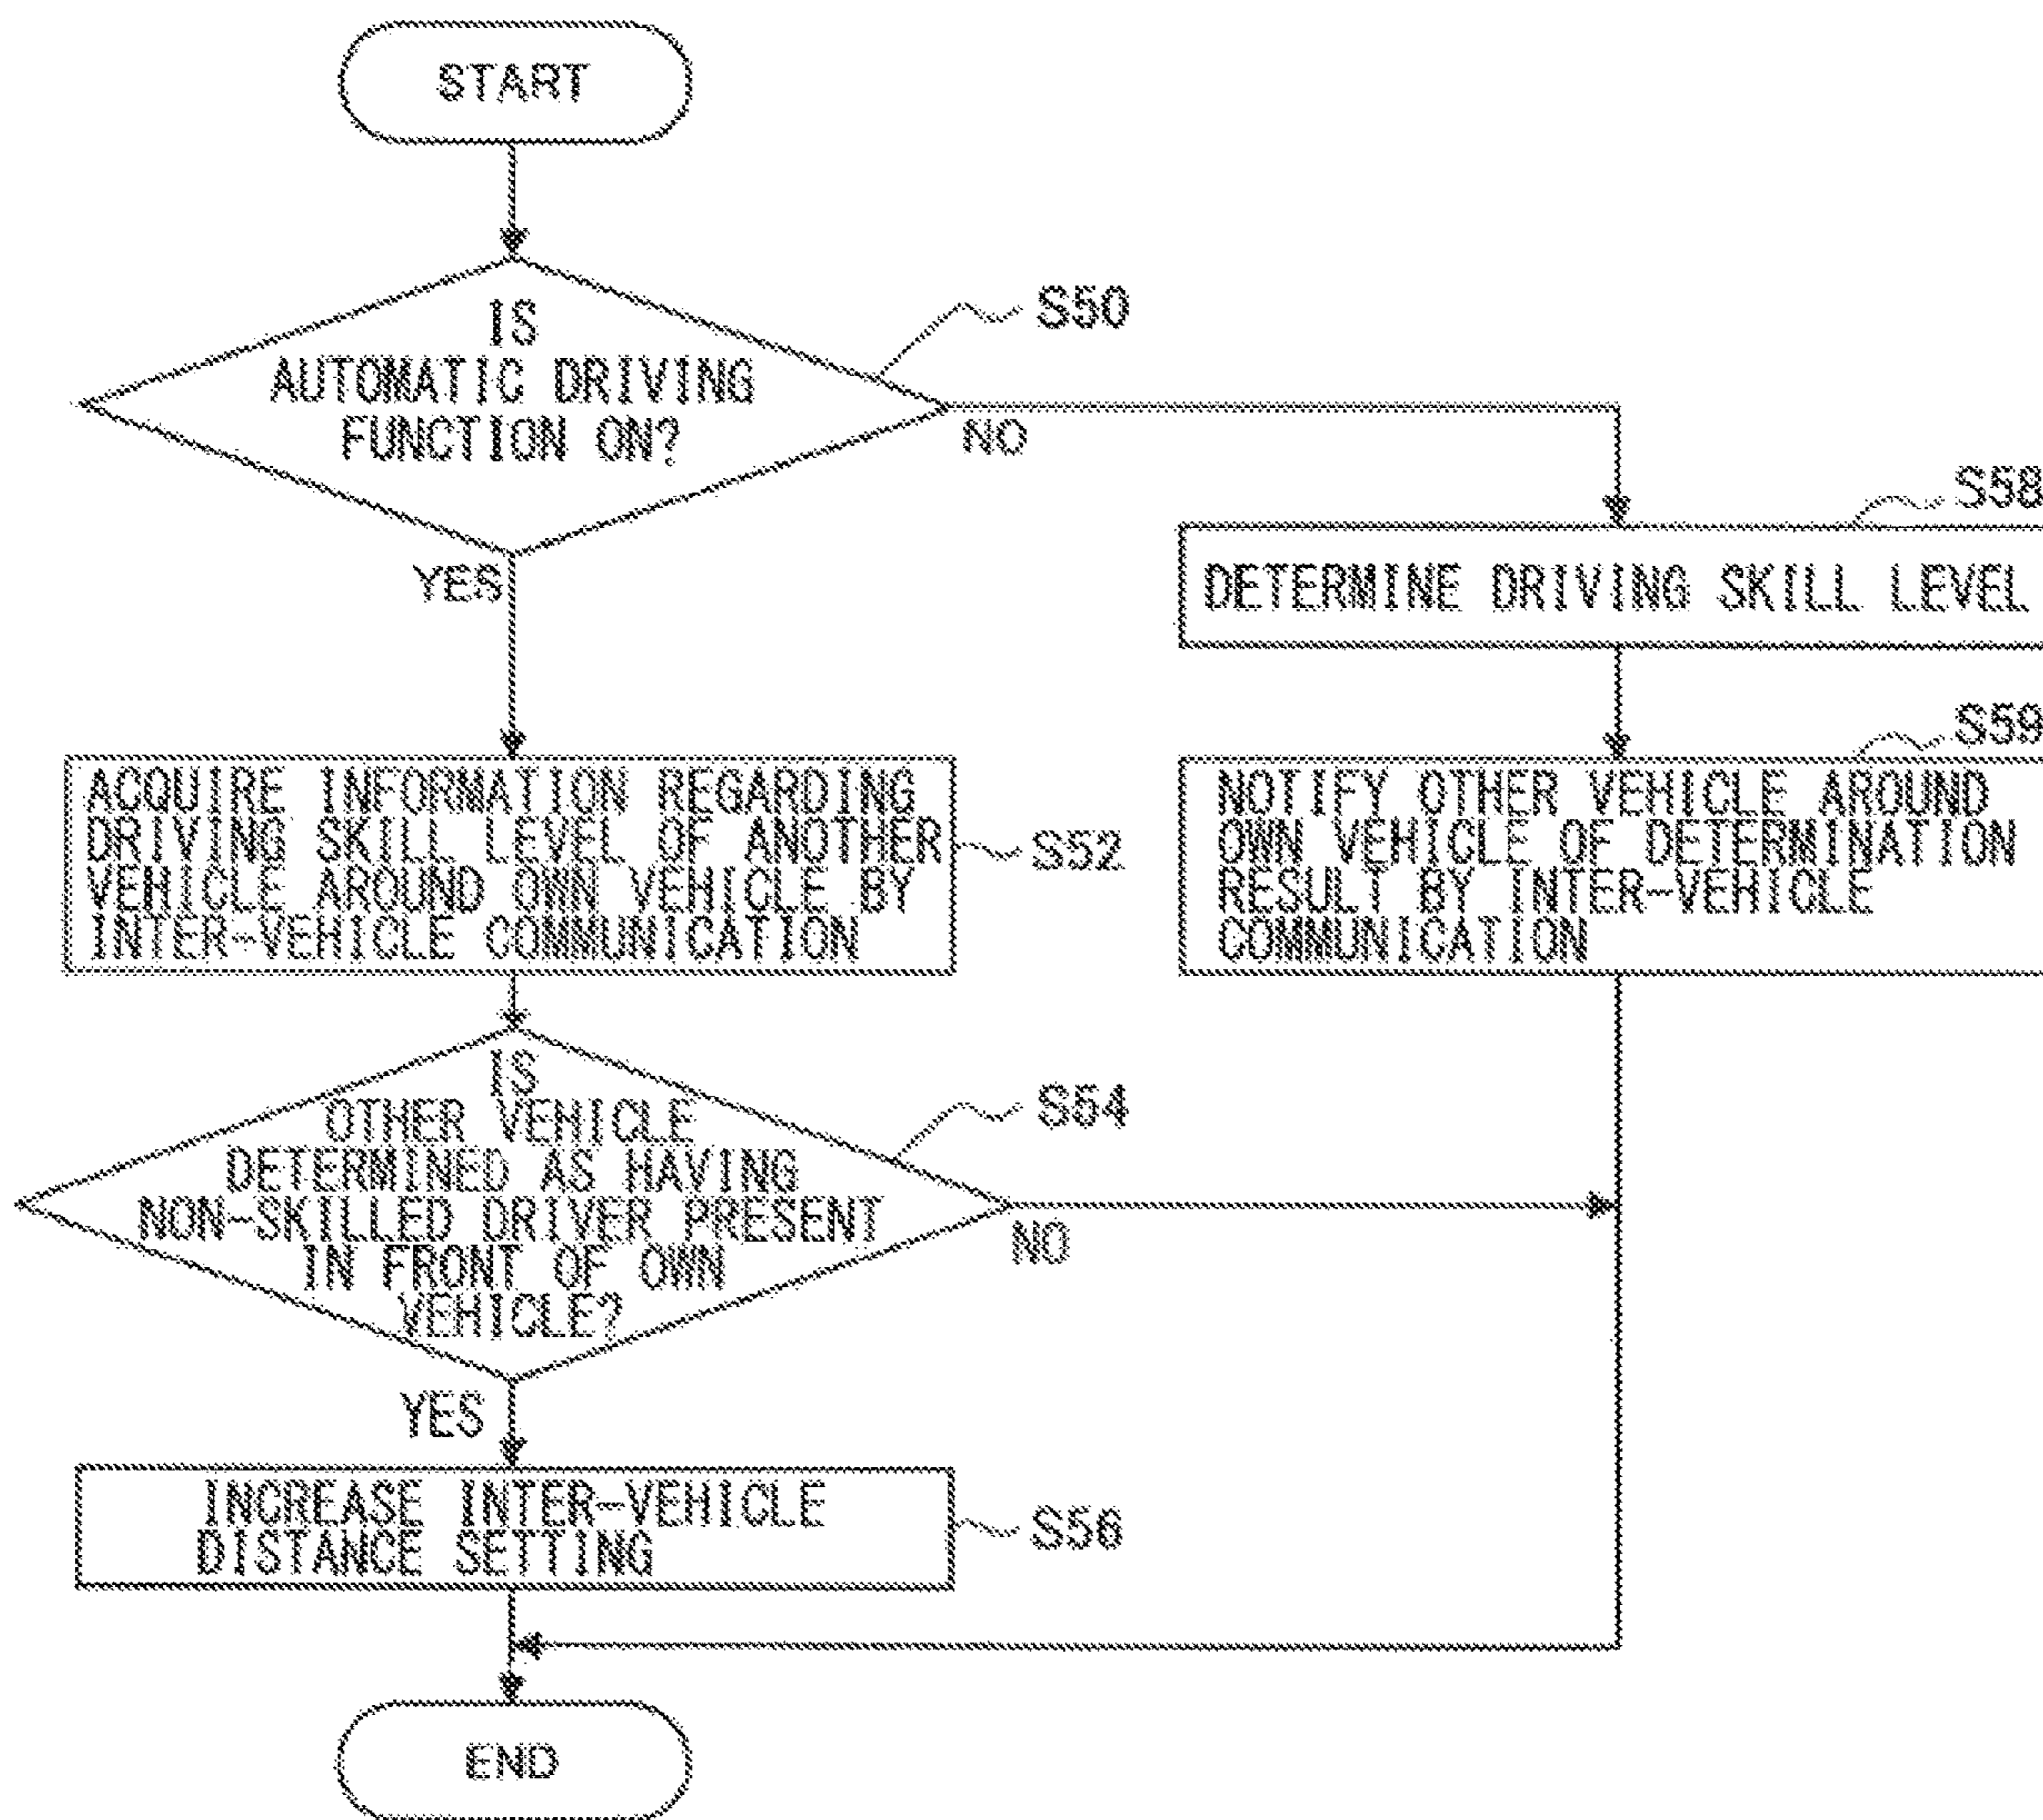 START
IS
AUTOMATIC DRIVING
FUNCTION ON?
S50
NO
YES
S58
DETERMINE DRIVING SKILL LEVEL
S59
NOTIFY OTHER VEHICLE AROUND
OWN VEHICLE OF DETERMINATION
RESULT BY INTER-VEHICLE
COMMUNICATION
ACQUIRE INFORMATION REGARDING
DRIVING SKILL LEVEL OF ANOTHER
VEHICLE AROUND OWN VEHICLE BY
INTER-VEHICLE COMMUNICATION
S52
IS
OTHER VEHICLE
DETERMINED AS HAVING
NON-SKILLED DRIVER PRESENT
IN FRONT OF OWN
VEHICLE?
S54
NO
YES
INCREASE INTER-VEHICLE
DISTANCE SETTING
S56
END